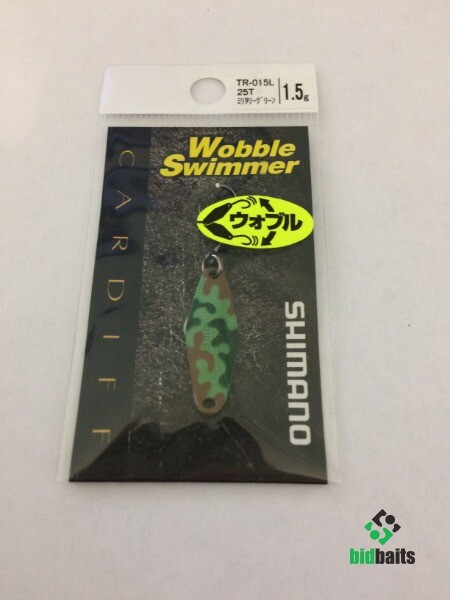 TR-015L
25T
ミリタリーグリーン
1.5g
Wobble
Swimmer
ウォブル
CARDIFF
SHIMANO
bidbaits